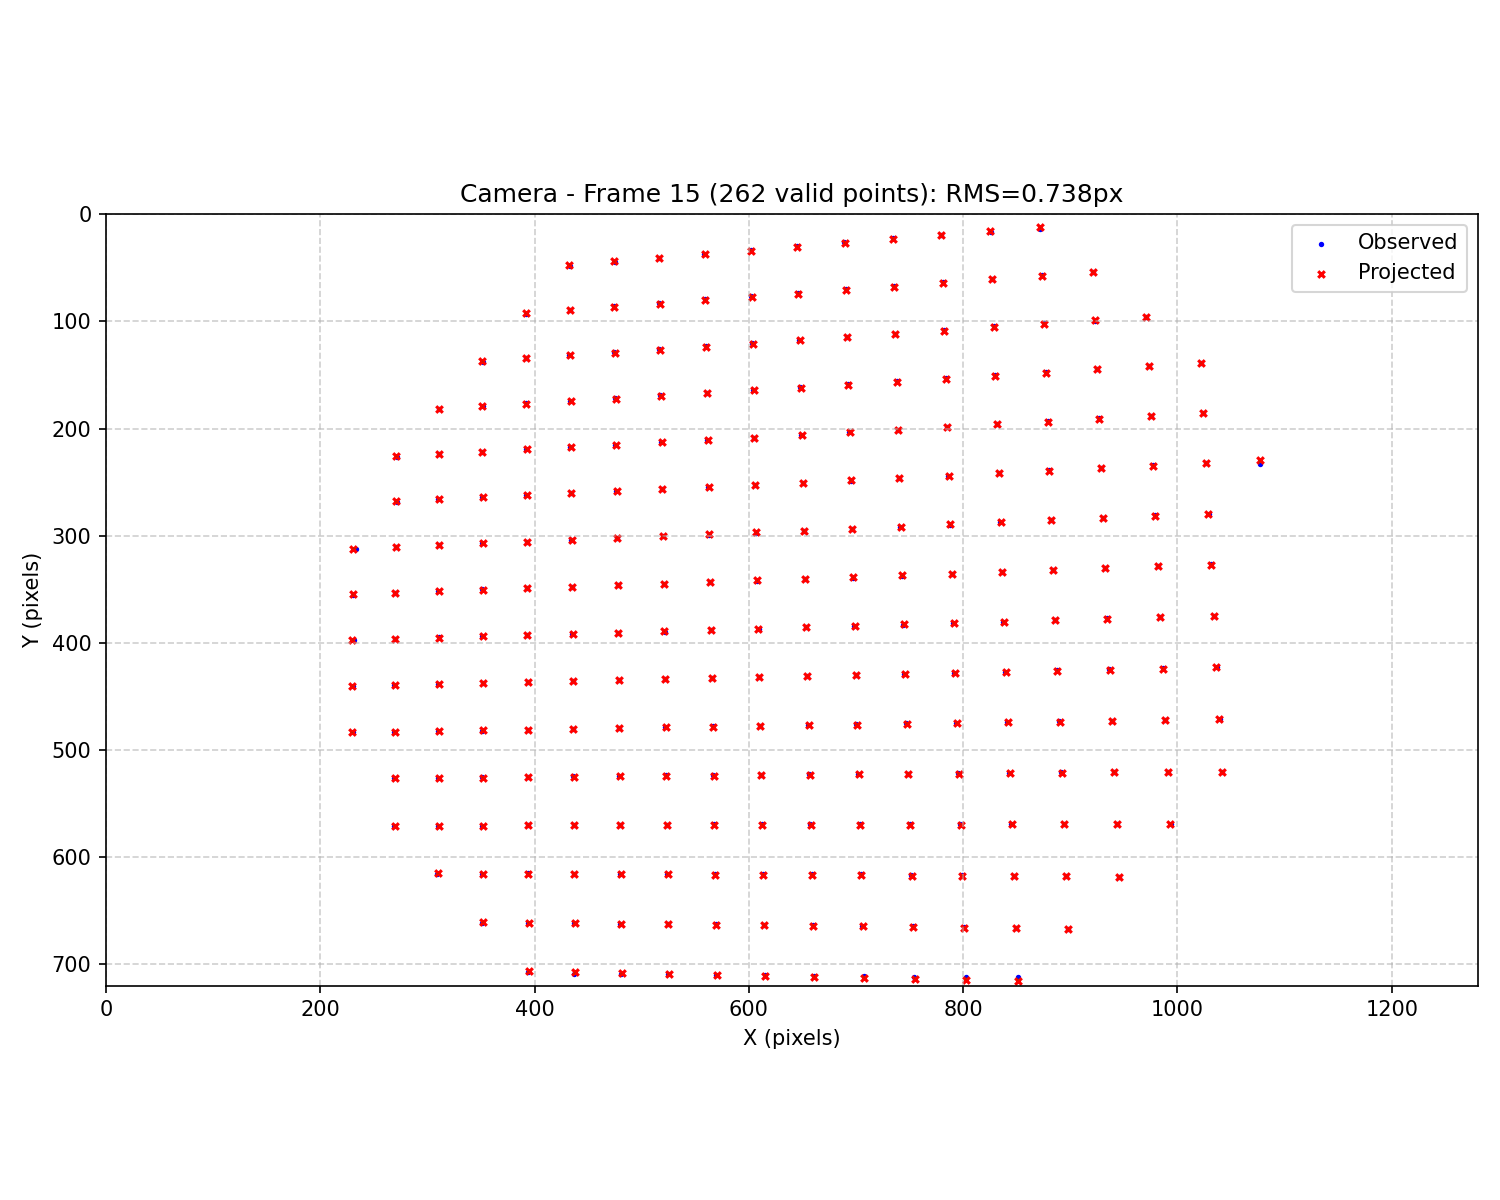 Camera - Frame 15 (262 valid points): RMS=0.738px
Observed
Projected
0
100
200
300
400
500
600
700
Y (pixels)
0 200 400 600 800 1000 1200
X (pixels)